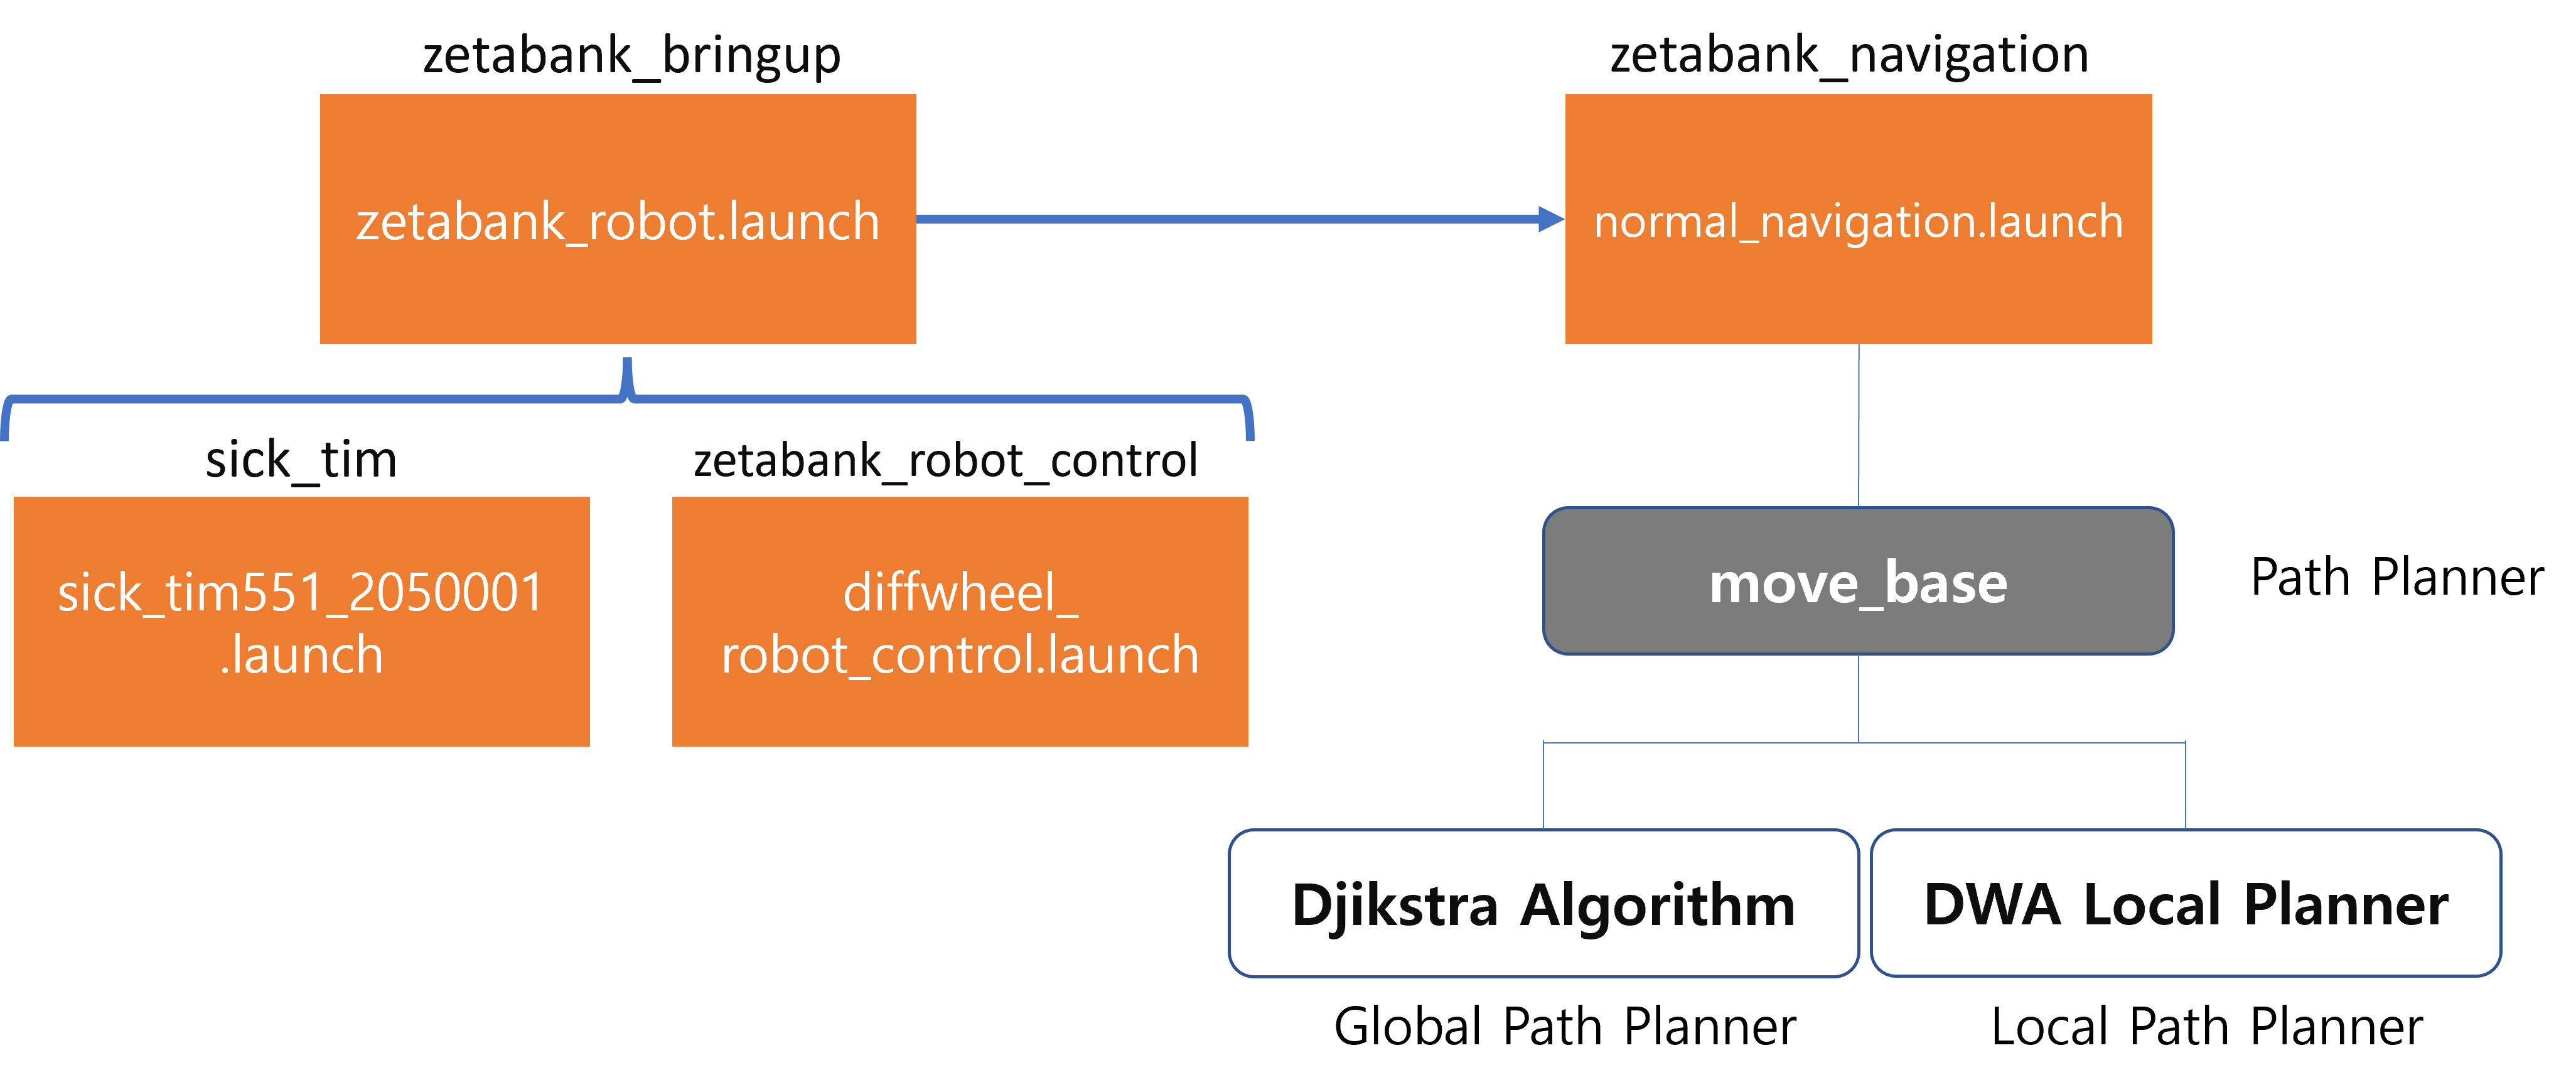 zetabank_bringup
zetabank_navigation
zetabank_robot.launch
normal_navigation.launch
sick_tim
zetabank_robot_control
sick_tim551_2050001
.launch
diffwheel_
robot_control.launch
move_base
Path Planner
Djikstra Algorithm
DWA Local Planner
Global Path Planner
Local Path Planner